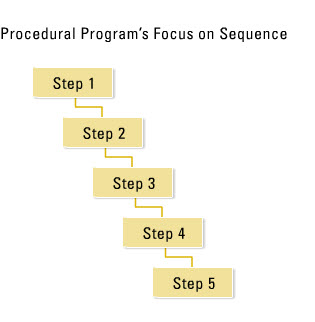 Procedural Program's Focus on Sequence
Step 1
Step 2
Step 3
Step 4
Step 5